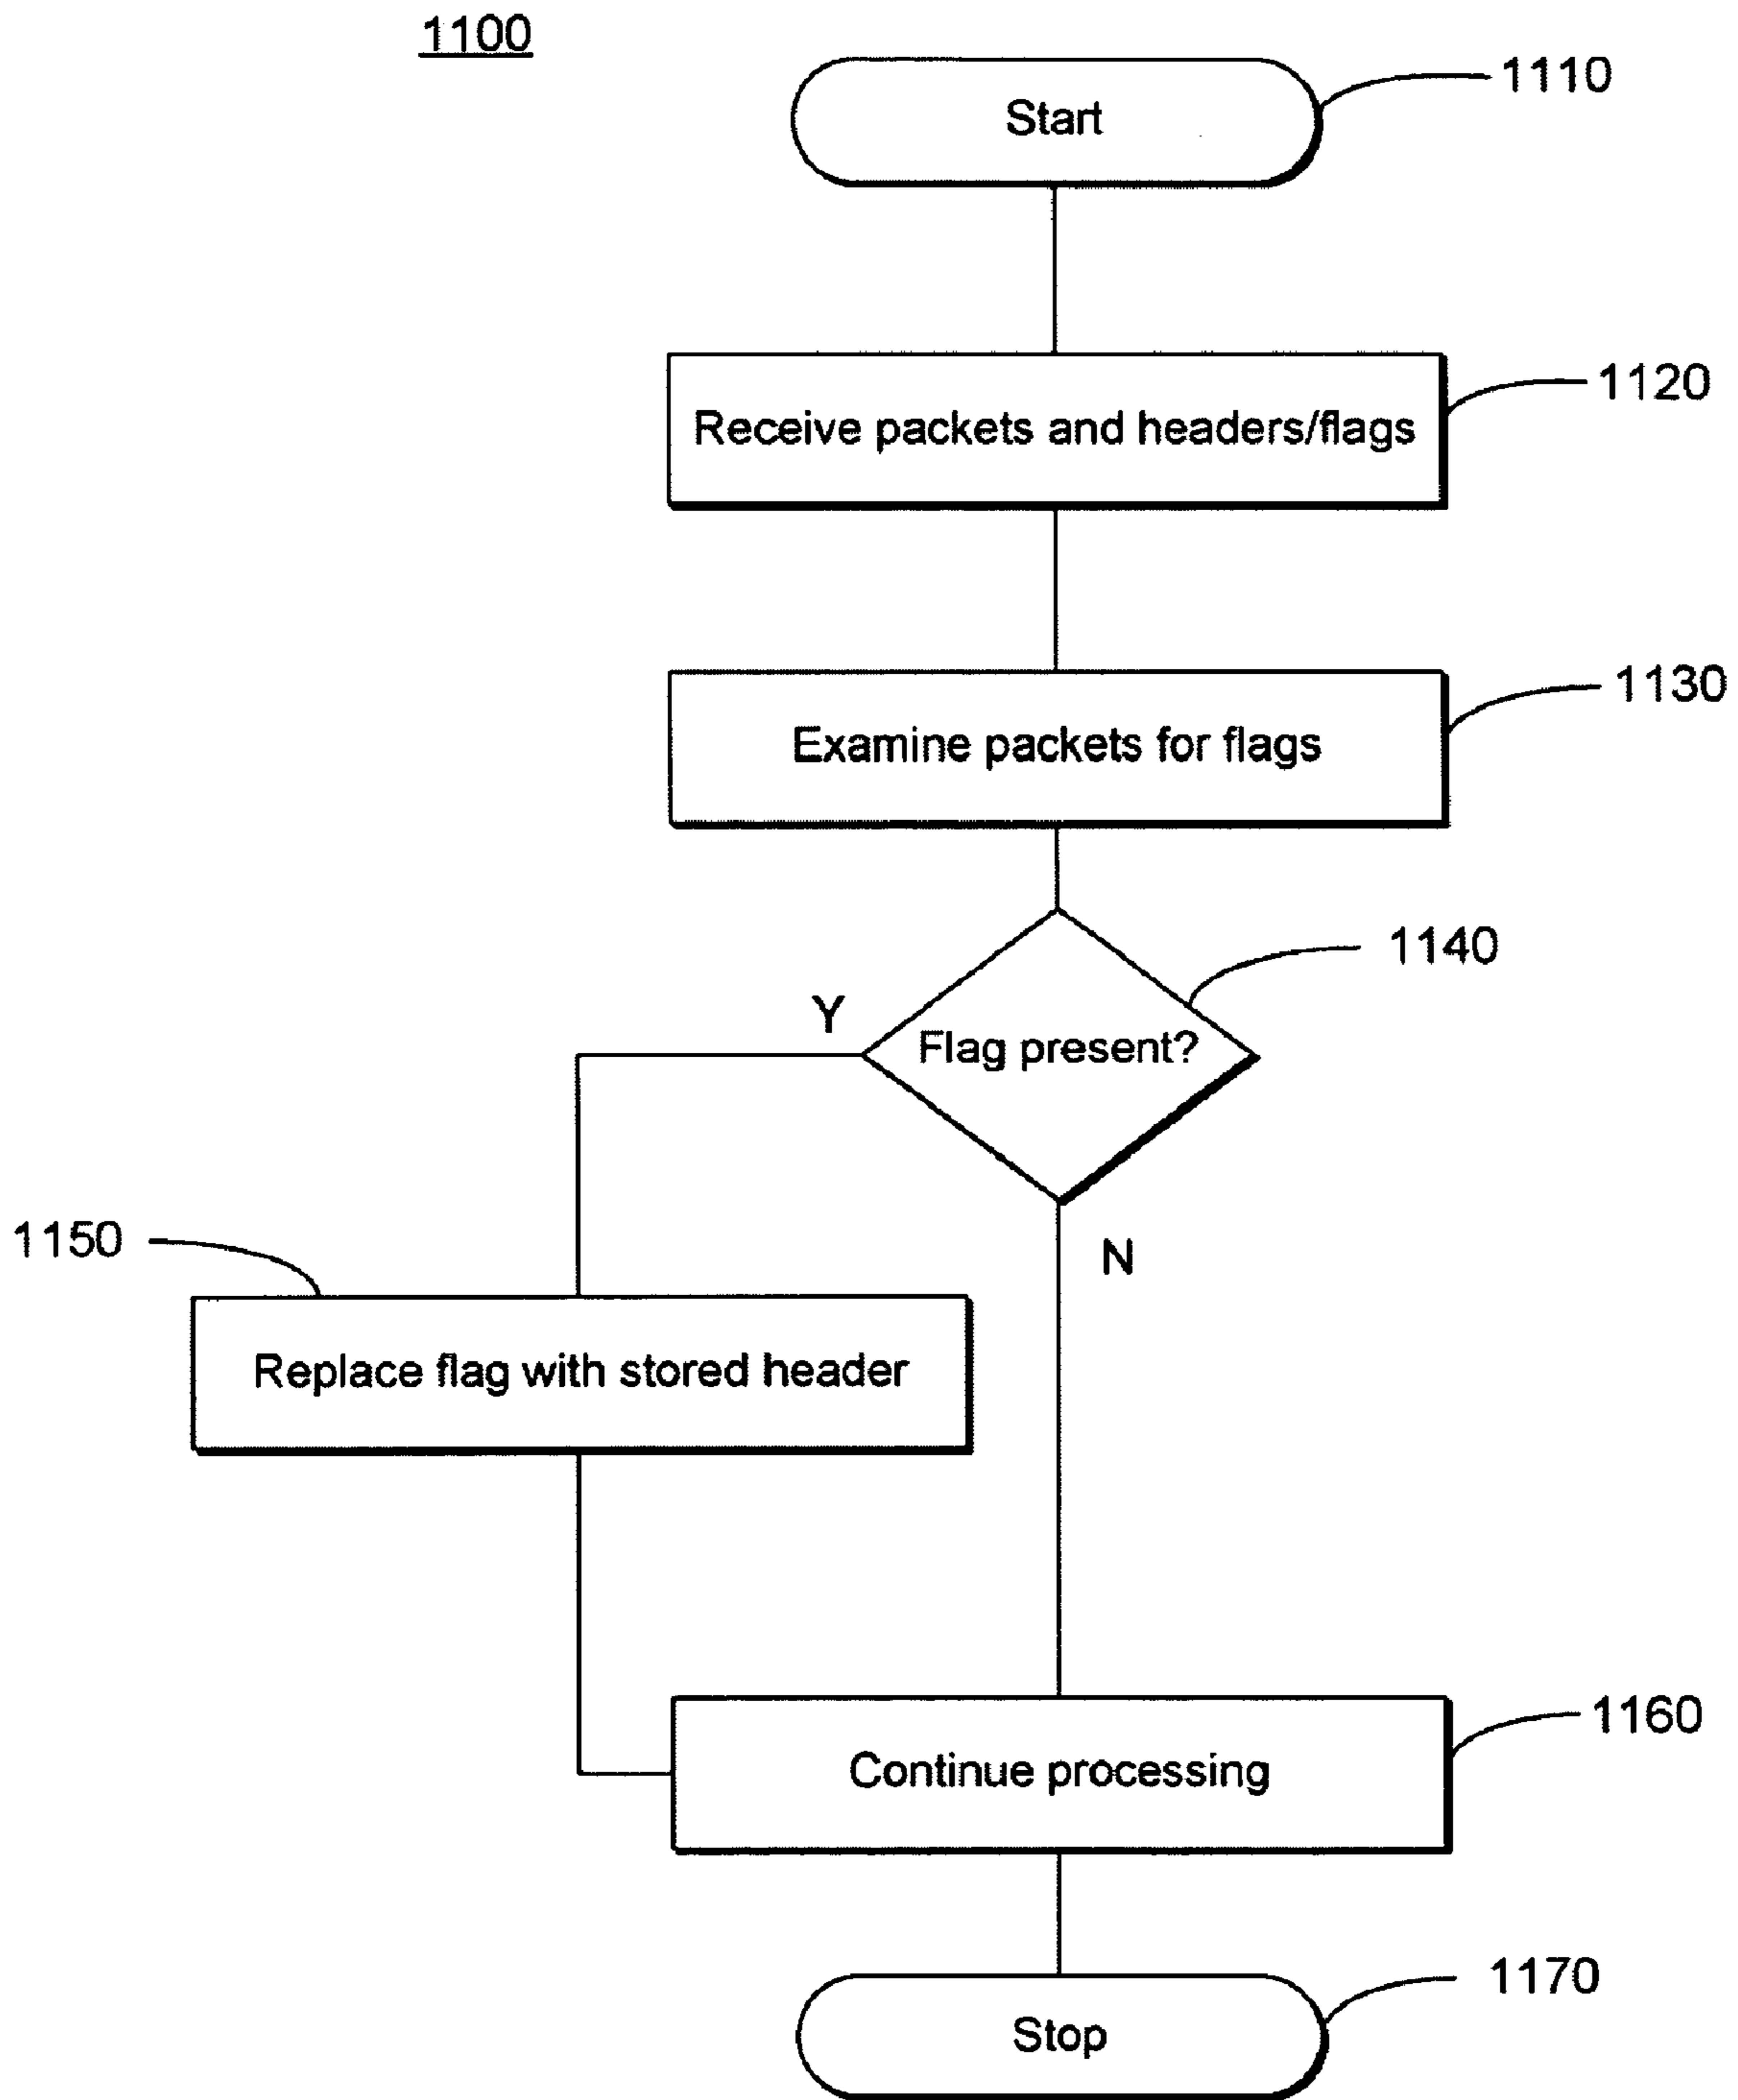 1100
Start
1110
Receive packets and headers/flags
1120
Examine packets for flags
1130
Flag present?
1140
Y
N
1150
Replace flag with stored header
Continue processing
1160
Stop
1170